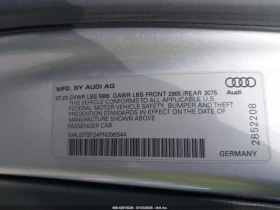 MFD. BY AUDI AG
07.23 GVWR LBS 5886 GAWR LBS FRONT 2965 /REAR 3075
THIS VEHICLE CONFORMS TO ALL APPLICABLE
FEDERAL MOTOR VEHICLE SAFETY, BUMPER AND
THEFT PREVENTION STANDARDS IN EFFECT ON
THE DATE OF MANUFACTURE SHOWN ABOVE.
PASSENGER CAR
WAUSFBF24PN096544
Audi
2852208
GERMANY